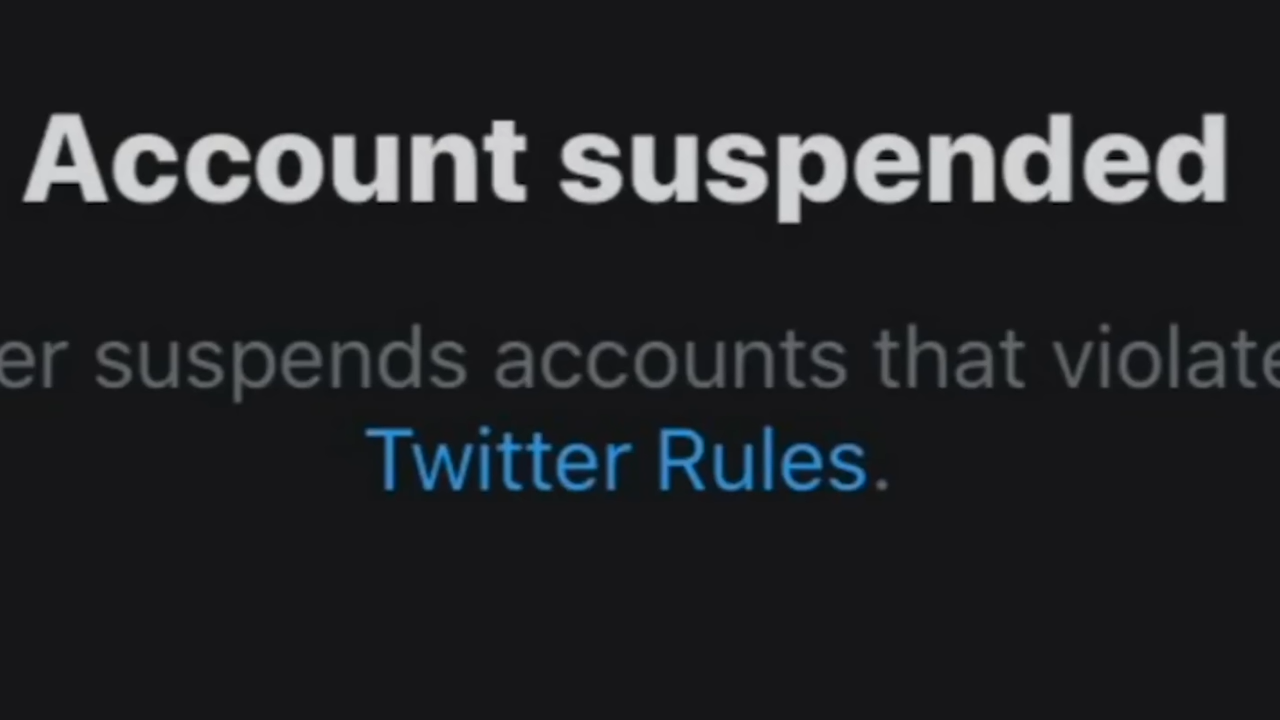 Account suspended
er suspends accounts that violate
Twitter Rules.